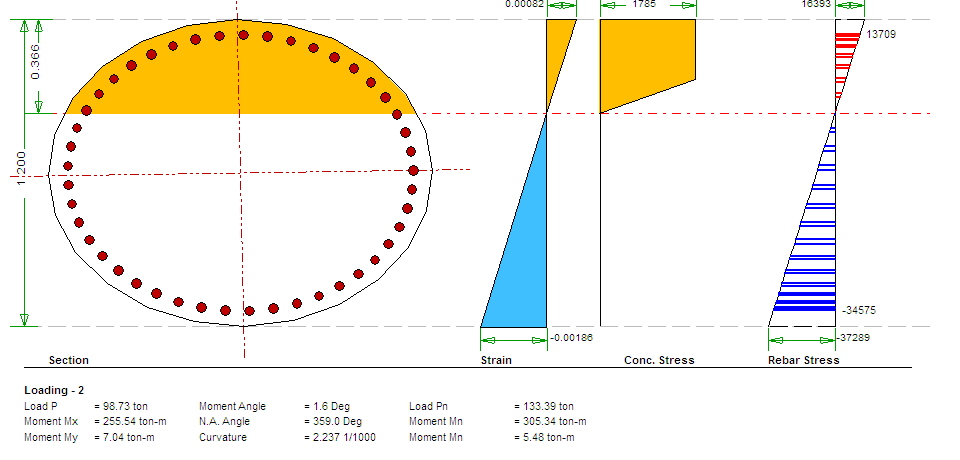 0.00082 1785 16393
13709
0.366
1.200
-34575
-0.00186 -37289
Section Strain Conc. Stress Rebar Stress
Loading - 2
Load P = 98.73 ton Moment Angle = 1.6 Deg Load Pn = 133.39 ton
Moment Mx = 255.54 ton-m N.A. Angle = 359.0 Deg Moment Mn = 305.34 ton-m
Moment My = 7.04 ton-m Curvature = 2.237 1/1000 Moment Mn = 5.48 ton-m